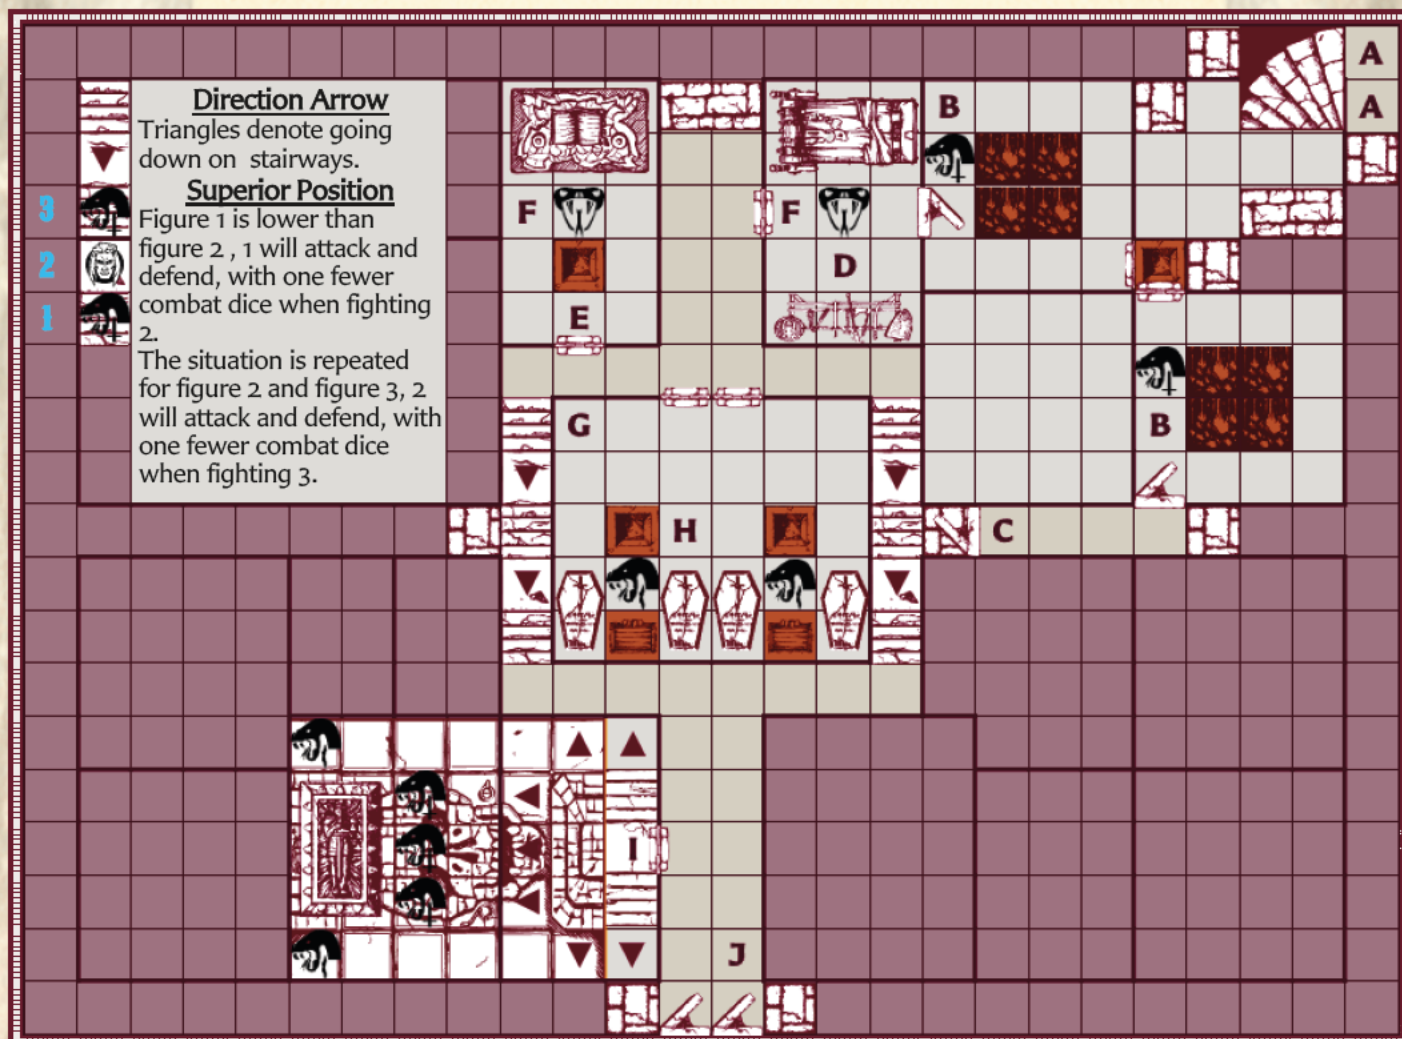 A
Direction Arrow
B
A
Triangles denote going
down on stairways.
Superior Position
3
Figure 1 is lower than
F
F
figure 2 , 1 will attack and
2
defend, with one fewer
D
combat dice when fighting
1
E
2.
The situation is repeated
for figure 2 and figure 3, 2
will attack and defend, with
G
B
one fewer combat dice
when fighting 3.
H
C
I
J